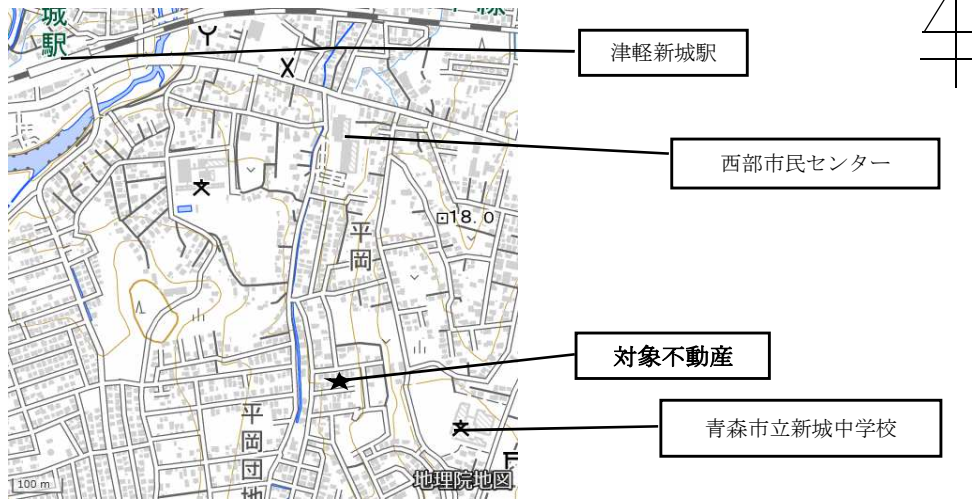 城駅
津軽新城駅
西部市民センター
18.0
平岡
対象不動産
平岡団地
青森市立新城中学校
100 m
地理院地図